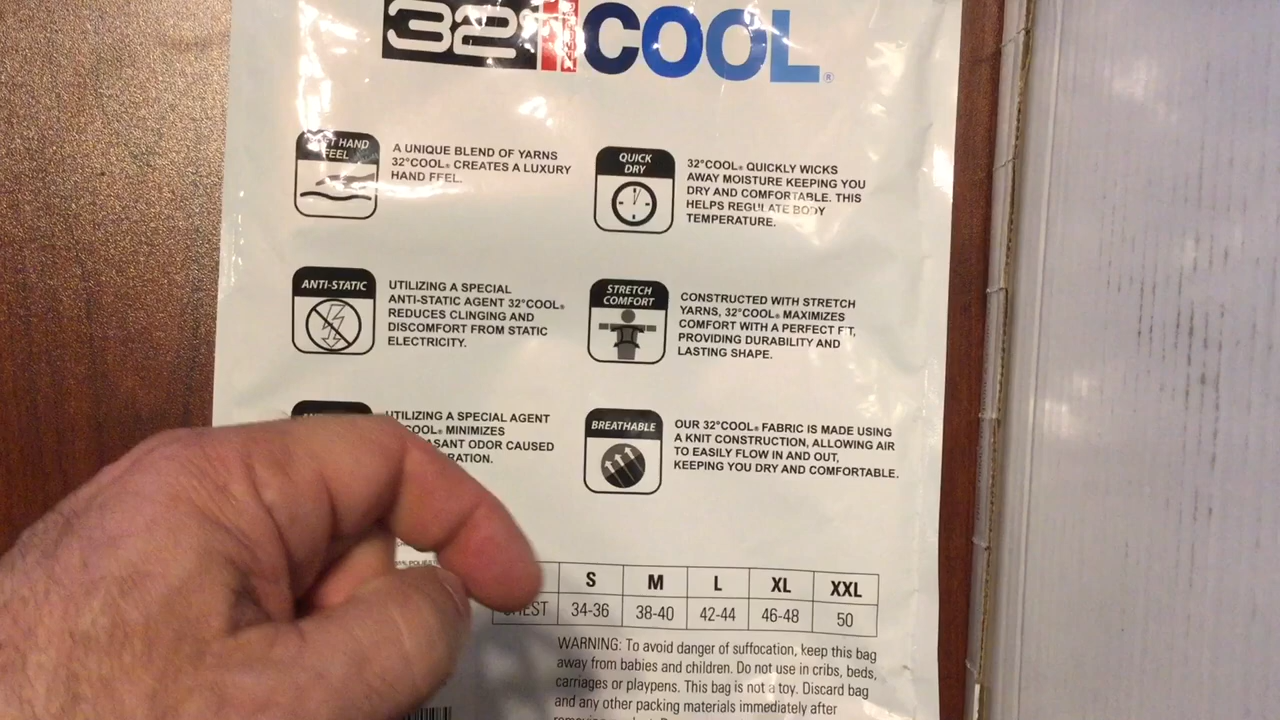 32° COOL®
HAND
FEEL
A UNIQUE BLEND OF YARNS
32°COOL® CREATES A LUXURY
HAND FEEL.
QUICK
DRY
32°COOL® QUICKLY WICKS
AWAY MOISTURE KEEPING YOU
DRY AND COMFORTABLE. THIS
HELPS REGULATE BODY
TEMPERATURE.
ANTI-STATIC
UTILIZING A SPECIAL
ANTI-STATIC AGENT 32°COOL®
REDUCES CLINGING AND
DISCOMFORT FROM STATIC
ELECTRICITY.
STRETCH
COMFORT
CONSTRUCTED WITH STRETCH
YARNS, 32°COOL® MAXIMIZES
COMFORT WITH A PERFECT FIT,
PROVIDING DURABILITY AND
LASTING SHAPE.
UTILIZING A SPECIAL AGENT
COOL® MINIMIZES
ODOR CAUSED
BREATHABLE
OUR 32°COOL® FABRIC IS MADE USING
A KNIT CONSTRUCTION, ALLOWING AIR
TO EASILY FLOW IN AND OUT,
KEEPING YOU DRY AND COMFORTABLE.
S M L XL XXL
CHEST 34-36 38-40 42-44 46-48 50
WARNING: To avoid danger of suffocation, keep this bag
away from babies and children. Do not use in cribs, beds,
carriages or playpens. This bag is not a toy. Discard bag
and any other packing materials immediately after